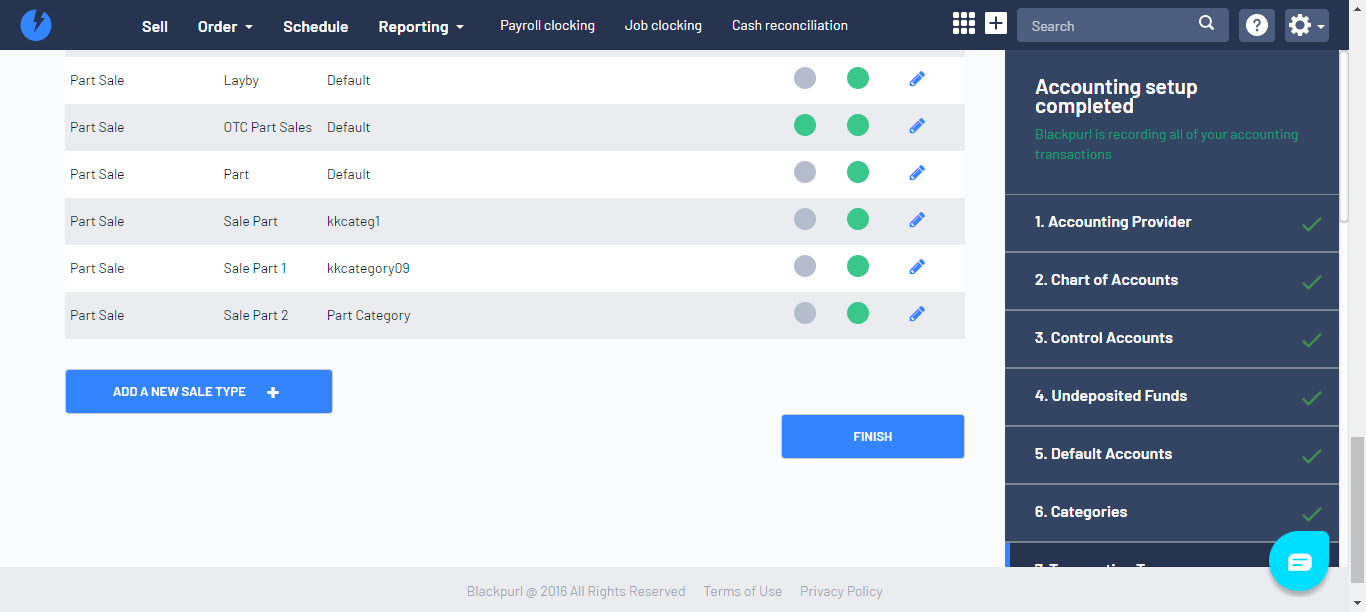 Sell Order Schedule Reporting Payroll clocking Job clocking Cash reconciliation Search
Part Sale Layby Default
Part Sale OTC Part Sales Default
Part Sale Part Default
Part Sale Sale Part kkcateg1
Part Sale Sale Part 1 kkcategory09
Part Sale Sale Part 2 Part Category
ADD A NEW SALE TYPE
FINISH
Accounting setup
completed
Blackpurl is recording all of your accounting
transactions
1. Accounting Provider
2. Chart of Accounts
3. Control Accounts
4. Undeposited Funds
5. Default Accounts
6. Categories
Blackpurl @ 2016 All Rights Reserved Terms of Use Privacy Policy